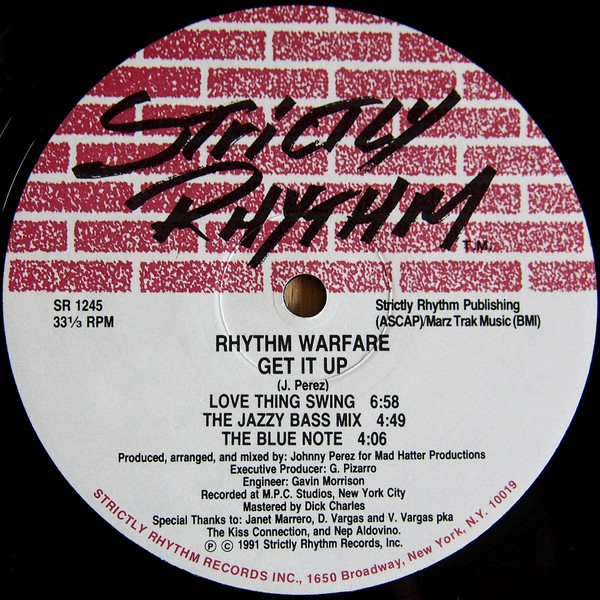 STRICTLY
RHYTHM T.M.
SR 1245
33⅓ RPM
Strictly Rhythm Publishing
(ASCAP)/Marz Trak Music (BMI)
RHYTHM WARFARE
GET IT UP
(J. Perez)
LOVE THING SWING 6:58
THE JAZZY BASS MIX 4:49
THE BLUE NOTE 4:06
Produced, arranged, and mixed by: Johnny Perez for Mad Hatter Productions
Executive Producer: G. Pizarro
Engineer: Gavin Morrison
Recorded at M.P.C. Studios, New York City
Mastered by Dick Charles
Special Thanks to: Janet Marrero, D. Vargas and V. Vargas pka
The Kiss Connection, and Nep Aldovino.
Ⓟ © 1991 Strictly Rhythm Records, Inc.
STRICTLY RHYTHM RECORDS INC., 1650 Broadway, New York, N.Y. 10019